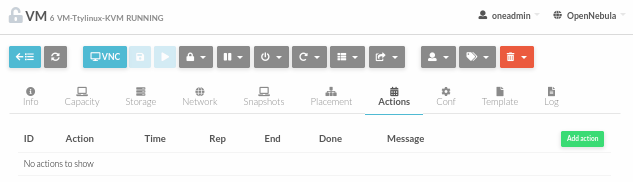 VM 6 VM-Ttylinux-KVM RUNNING
oneadmin OpenNebula
VNC
Info Capacity Storage Network Snapshots Placement Actions Conf Template Log
ID Action Time Rep End Done Message Add action
No actions to show